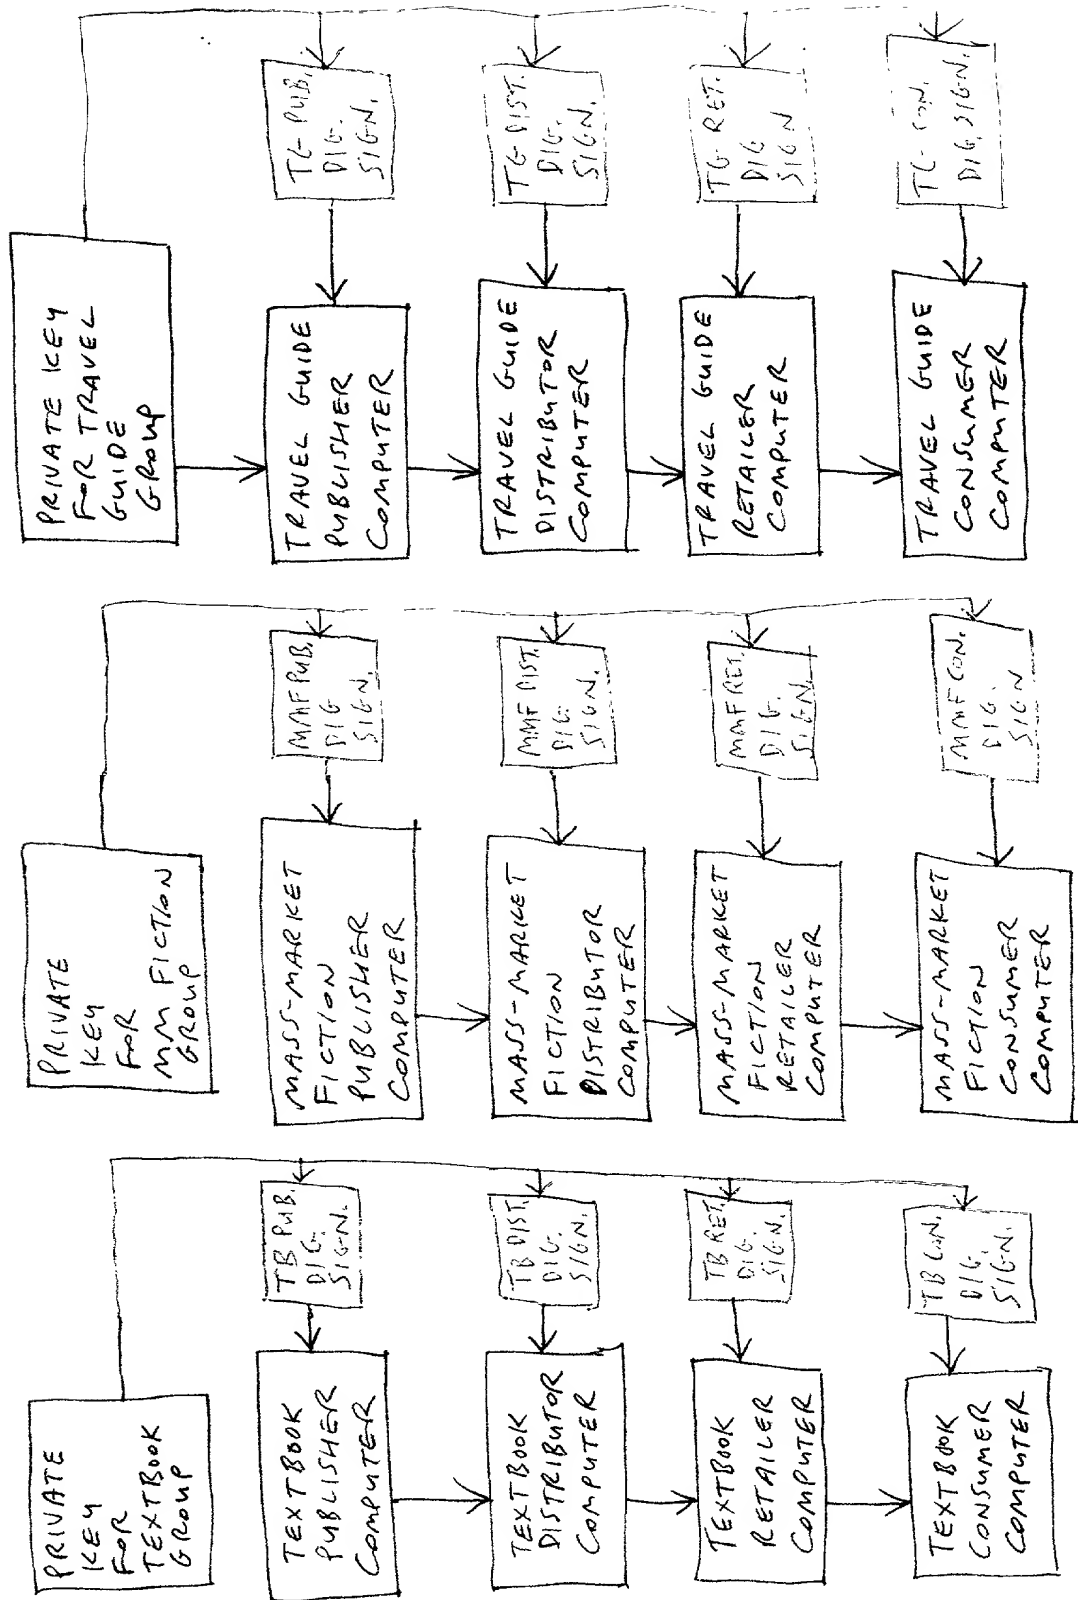 PRIVATE
KEY
FOR
TEXTBOOK
GROUP
PRIVATE
KEY
FOR
MM FICTION
GROUP
PRIVATE KEY
FOR TRAVEL
GUIDE
GROUP
TEXTBOOK
PUBLISHER
COMPUTER
TB PUB.
DIG.
SIGN.
MASS-MARKET
FICTION
PUBLISHER
COMPUTER
MMF PUB.
DIG
SIGN.
TRAVEL GUIDE
PUBLISHER
COMPUTER
TG PUB.
DIG.
SIGN.
TEXTBOOK
DISTRIBUTOR
COMPUTER
TB DIST.
DIG.
SIGN.
MASS-MARKET
FICTION
DISTRIBUTOR
COMPUTER
MMF DIST.
DIG.
SIGN.
TRAVEL GUIDE
DISTRIBUTOR
COMPUTER
TG DIST.
DIG.
SIGN.
TEXTBOOK
RETAILER
COMPUTER
TB RET.
DIG.
SIGN.
MASS-MARKET
FICTION
RETAILER
COMPUTER
MMF RET.
DIG.
SIGN.
TRAVEL GUIDE
RETAILER
COMPUTER
TG RET.
DIG
SIGN
TEXTBOOK
CONSUMER
COMPUTER
TB CON.
DIG.
SIGN.
MASS-MARKET
FICTION
CONSUMER
COMPUTER
MMF CON.
DIG.
SIGN
TRAVEL GUIDE
CONSUMER
COMPUTER
TG CON.
DIG. SIGN.